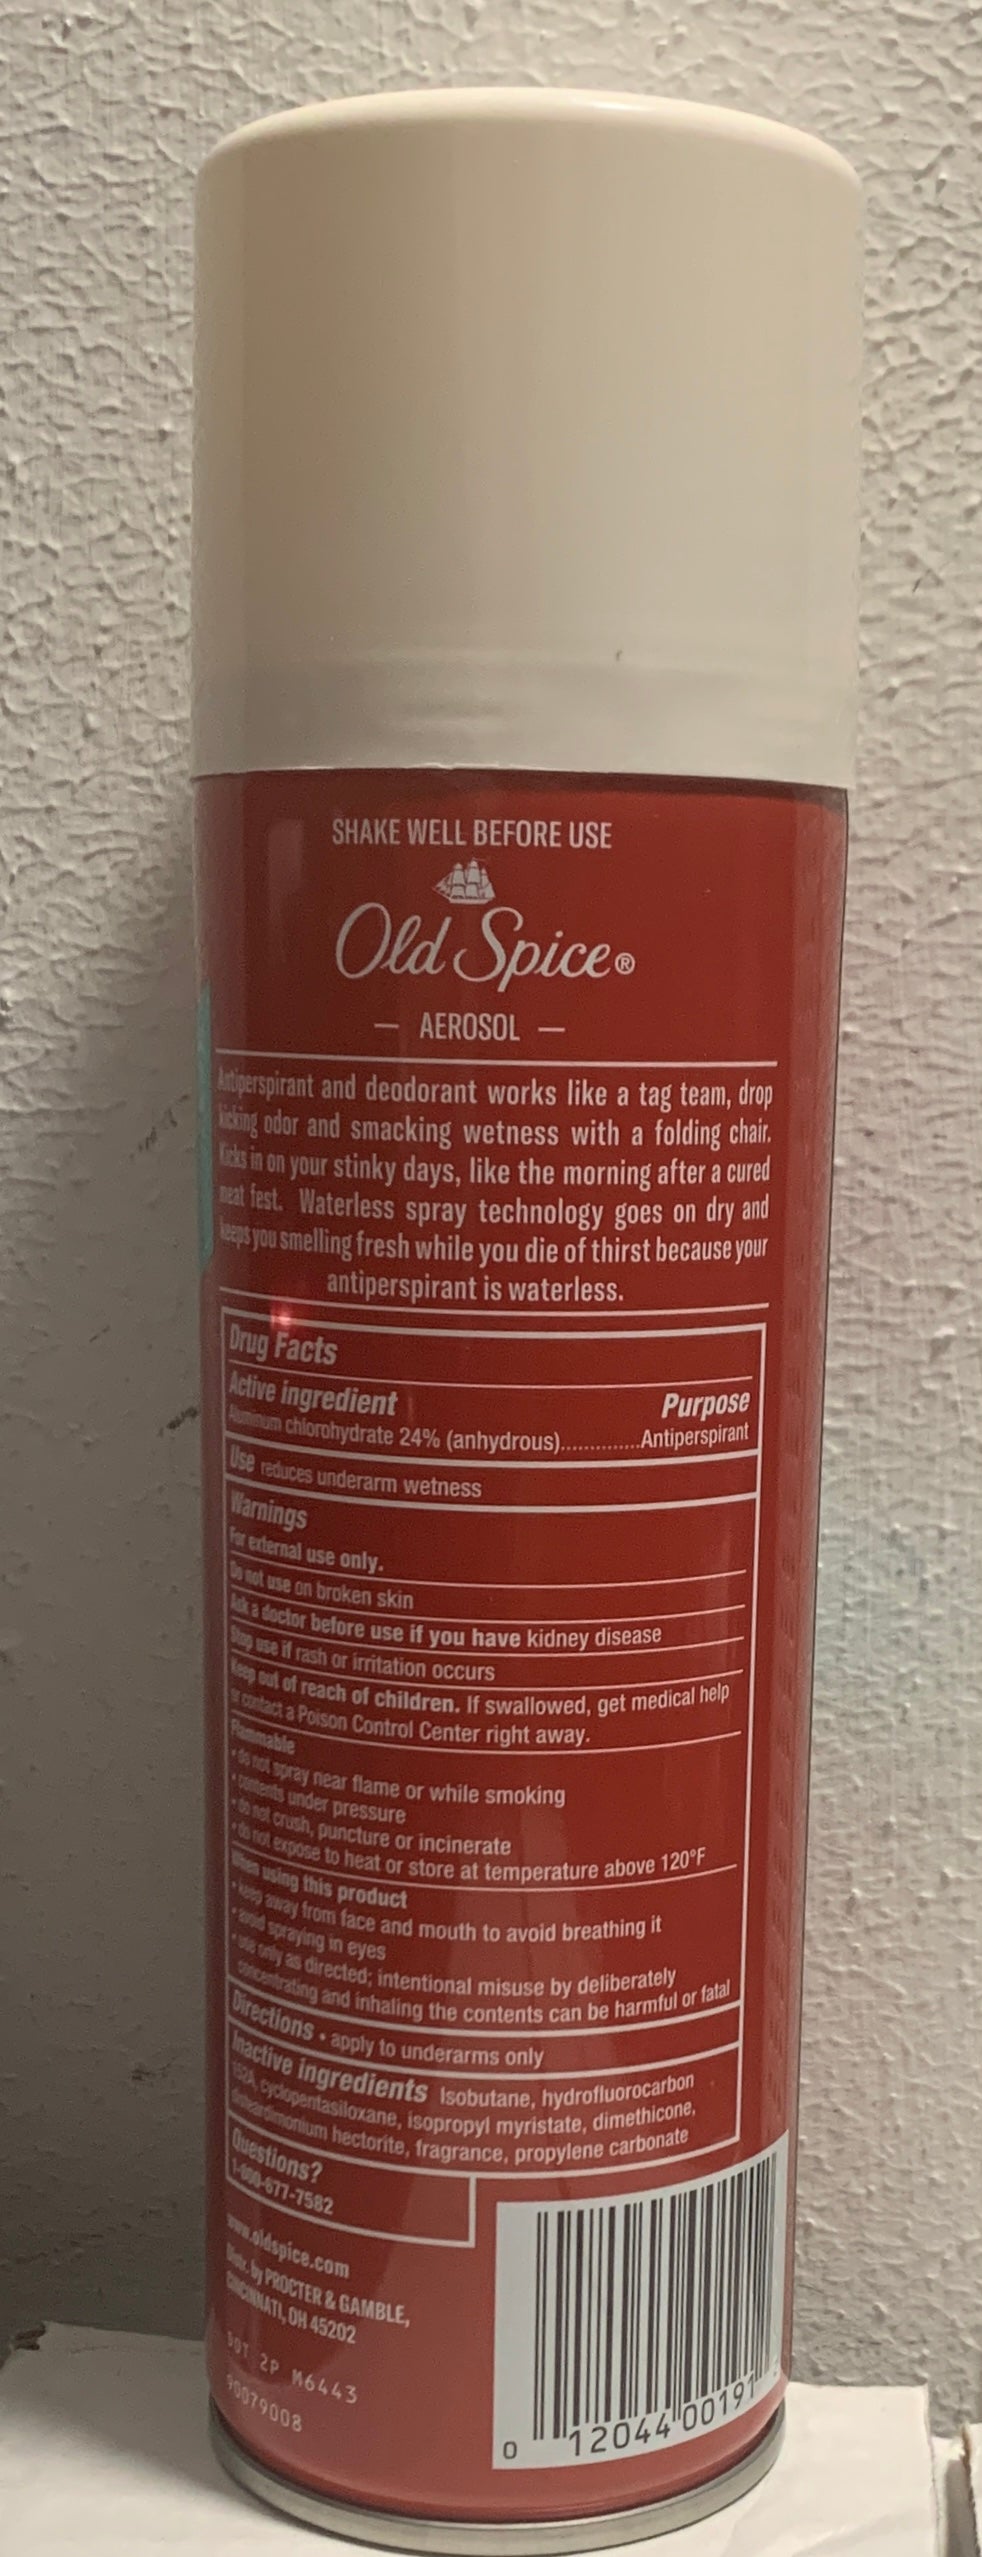 SHAKE WELL BEFORE USE
Old Spice®
— AEROSOL —
Antiperspirant and deodorant works like a tag team, drop
kicking odor and smacking wetness with a folding chair.
Kicks in on your stinky days, like the morning after a cured
meat fest. Waterless spray technology goes on dry and
keeps you smelling fresh while you die of thirst because your
antiperspirant is waterless.
Drug Facts
Active ingredient Purpose
Aluminum chlorohydrate 24% (anhydrous)..............Antiperspirant
Use reduces underarm wetness
Warnings
For external use only.
Do not use on broken skin
Ask a doctor before use if you have kidney disease
Stop use if rash or irritation occurs
Keep out of reach of children. If swallowed, get medical help
or contact a Poison Control Center right away.
Flammable
• do not spray near flame or while smoking
• contents under pressure
• do not crush, puncture or incinerate
• do not expose to heat or store at temperature above 120°F
When using this product
• keep away from face and mouth to avoid breathing it
• avoid spraying in eyes
• use only as directed; intentional misuse by deliberately
concentrating and inhaling the contents can be harmful or fatal
Directions • apply to underarms only
Inactive ingredients Isobutane, hydrofluorocarbon
152A, cyclopentasiloxane, isopropyl myristate, dimethicone,
disteardimonium hectorite, fragrance, propylene carbonate
Questions?
1-800-677-7582
www.oldspice.com
Distr. by PROCTER & GAMBLE,
CINCINNATI, OH 45202
DOT 2P M6443
90079008
0 12044 00191